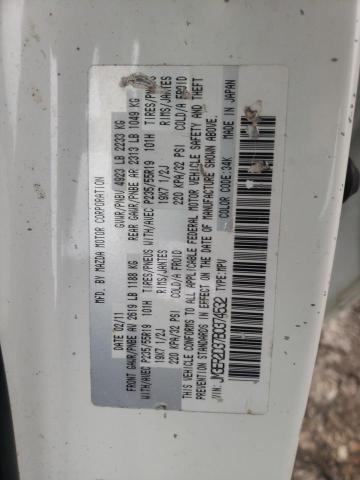 MFD. BY MAZDA MOTOR CORPORATION
DATE: 02/11 GVWR/PNBV 4923 LB 2233 KG
FRONT GAWR/PNBE AV 2619 LB 1188 KG REAR GAWR/PNBE AR 2313 LB 1049 KG
WITH/AVEC P235/55R19 101H TIRES/PNEUS WITH/AVEC P235/55R19 101H TIRES/PNEUS
19X7 1/2J RIMS/JANTES 19X7 1/2J RIMS/JANTES
220 KPA/32 PSI COLD/A FROID 220 KPA/32 PSI COLD/A FROID
THIS VEHICLE CONFORMS TO ALL APPLICABLE FEDERAL MOTOR VEHICLE SAFETY AND THEFT
PREVENTION STANDARDS IN EFFECT ON THE DATE OF MANUFACTURE SHOWN ABOVE.
VIN: TYPE: MPV COLOR CODE: 34K MADE IN JAPAN